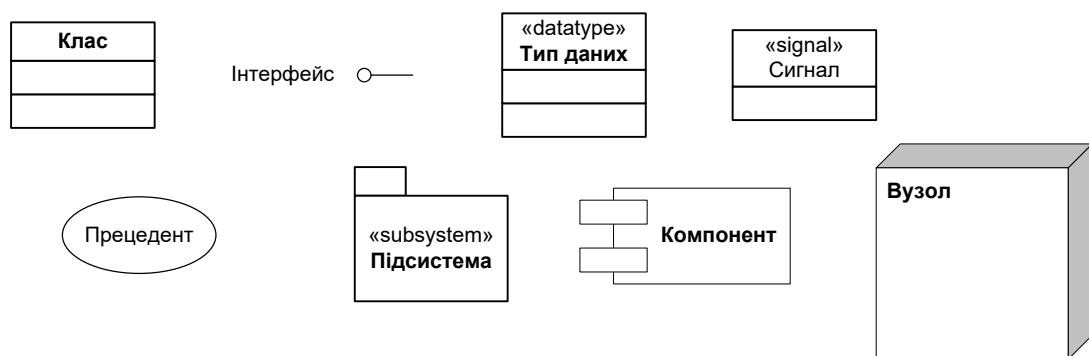 Клас
Інтерфейс
«datatype»
Тип даних
«signal»
Сигнал
Прецедент
«subsystem»
Підсистема
Компонент
Вузол